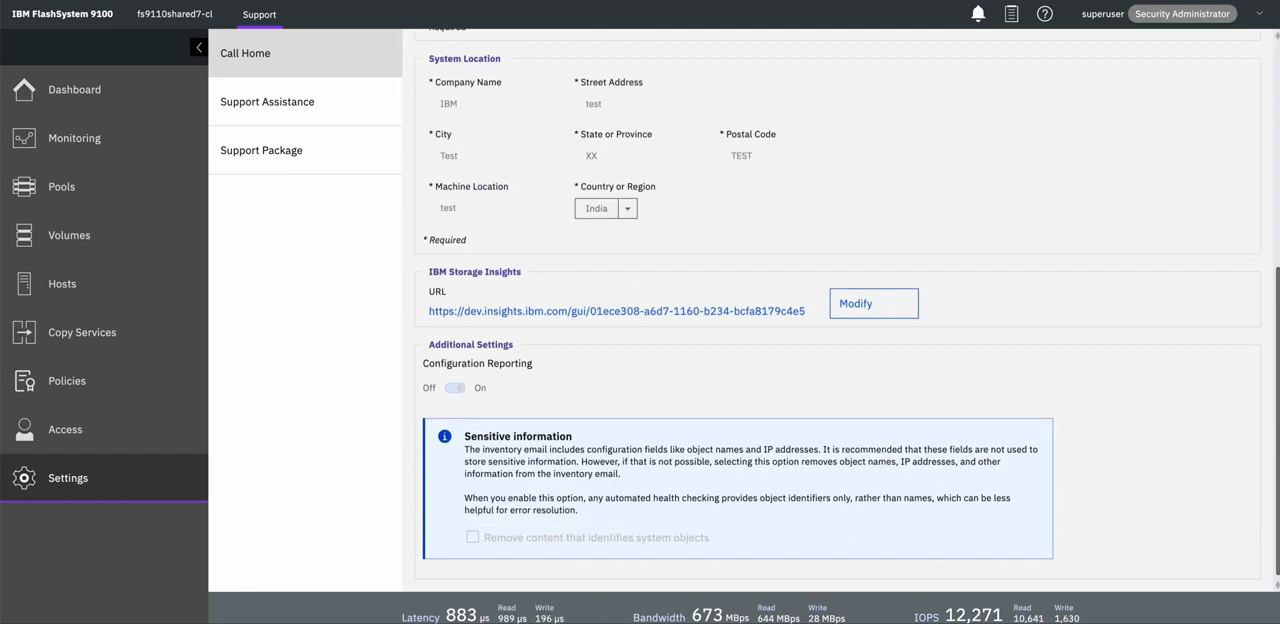 IBM FlashSystem 9100 fs9110shared7-cl Support superuser Security Administrator
Call Home
Support Assistance
Support Package
Dashboard
Monitoring
Pools
Volumes
Hosts
Copy Services
Policies
Access
Settings
System Location
* Company Name * Street Address
IBM test
* City * State or Province * Postal Code
Test XX TEST
* Machine Location * Country or Region
test India
* Required
IBM Storage Insights
URL
https://dev.insights.ibm.com/gui/01ece308-a6d7-1160-b234-bcfa8179c4e5 Modify
Additional Settings
Configuration Reporting
Off On
Sensitive information
The inventory email includes configuration fields like object names and IP addresses. It is recommended that these fields are not used to
store sensitive information. However, if that is not possible, selecting this option removes object names, IP addresses, and other
information from the inventory email.
When you enable this option, any automated health checking provides object identifiers only, rather than names, which can be less
helpful for error resolution.
Remove content that identifies system objects
Latency 883 µs Read 989 µs Write 196 µs Bandwidth 673 MBps Read 644 MBps Write 28 MBps IOPS 12,271 Read 10,641 Write 1,630